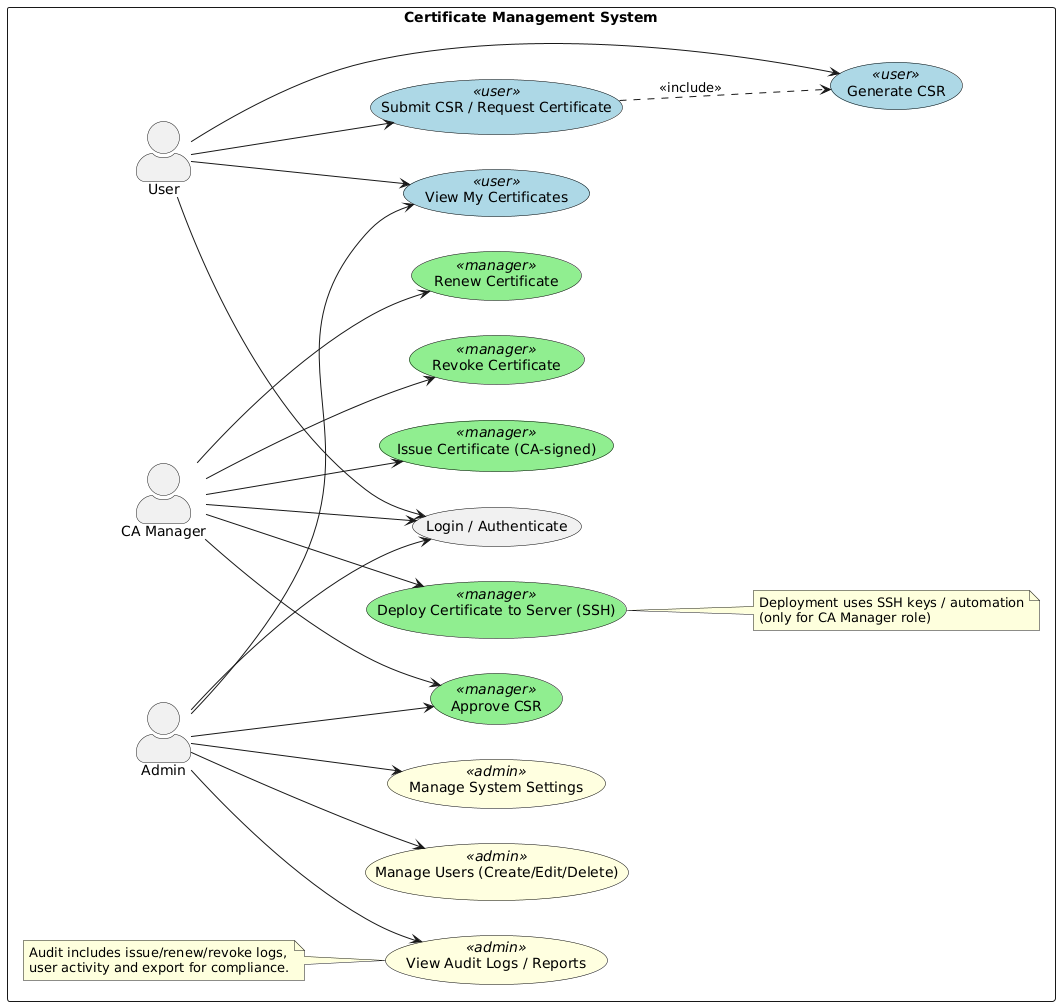 Certificate Management System
«user»
Generate CSR
«include»
«user»
Submit CSR / Request Certificate
User
«user»
View My Certificates
«manager»
Renew Certificate
«manager»
Revoke Certificate
«manager»
Issue Certificate (CA-signed)
CA Manager
Login / Authenticate
«manager»
Deploy Certificate to Server (SSH)
Deployment uses SSH keys / automation
(only for CA Manager role)
«manager»
Approve CSR
Admin
«admin»
Manage System Settings
«admin»
Manage Users (Create/Edit/Delete)
«admin»
View Audit Logs / Reports
Audit includes issue/renew/revoke logs,
user activity and export for compliance.